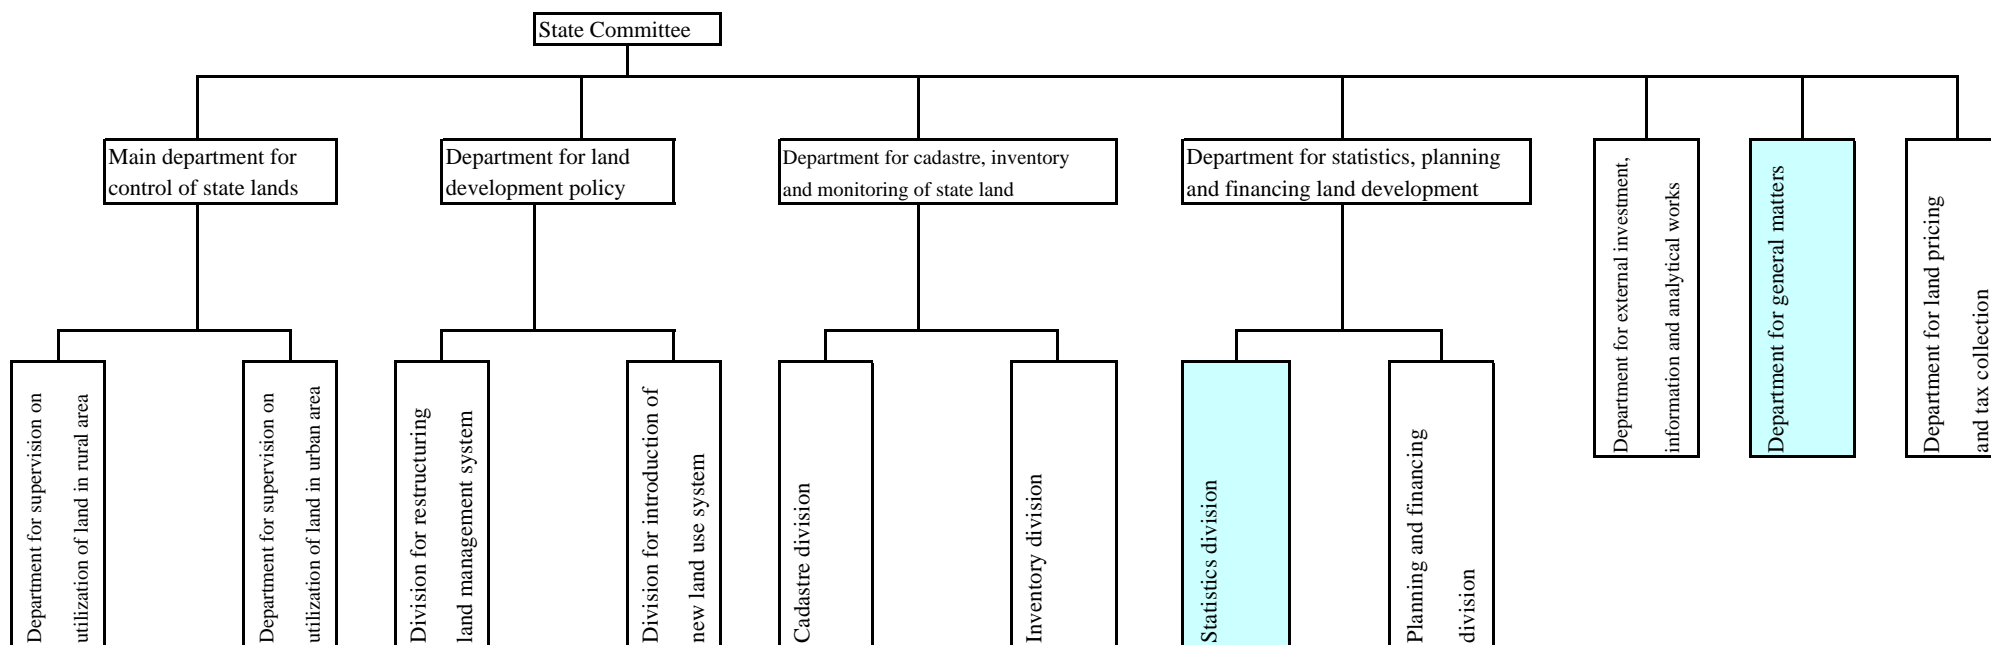 State Committee
Main department for
control of state lands
Department for land
development policy
Department for cadastre, inventory
and monitoring of state land
Department for statistics, planning
and financing land development
Department for external investment,
information and analytical works
Department for general matters
Department for land pricing
and tax collection
Department for supervision on
utilization of land in rural area
Department for supervision on
utilization of land in urban area
Division for restructuring
land management system
Division for introduction of
new land use system
Cadastre division
Inventory division
Statistics division
Planning and financing
division